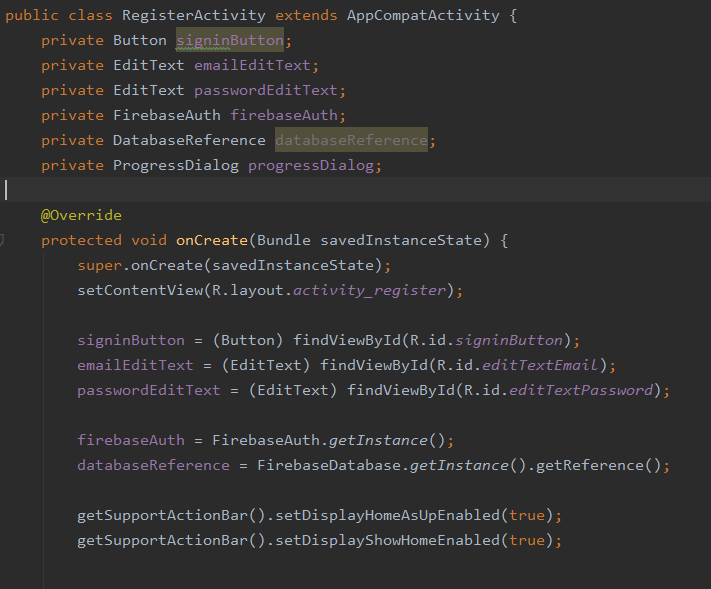 public class RegisterActivity extends AppCompatActivity {
    private Button signinButton;
    private EditText emailEditText;
    private EditText passwordEditText;
    private FirebaseAuth firebaseAuth;
    private DatabaseReference databaseReference;
    private ProgressDialog progressDialog;

    @Override
    protected void onCreate(Bundle savedInstanceState) {
        super.onCreate(savedInstanceState);
        setContentView(R.layout.activity_register);

        signinButton = (Button) findViewById(R.id.signinButton);
        emailEditText = (EditText) findViewById(R.id.editTextEmail);
        passwordEditText = (EditText) findViewById(R.id.editTextPassword);

        firebaseAuth = FirebaseAuth.getInstance();
        databaseReference = FirebaseDatabase.getInstance().getReference();

        getSupportActionBar().setDisplayHomeAsUpEnabled(true);
        getSupportActionBar().setDisplayShowHomeEnabled(true);